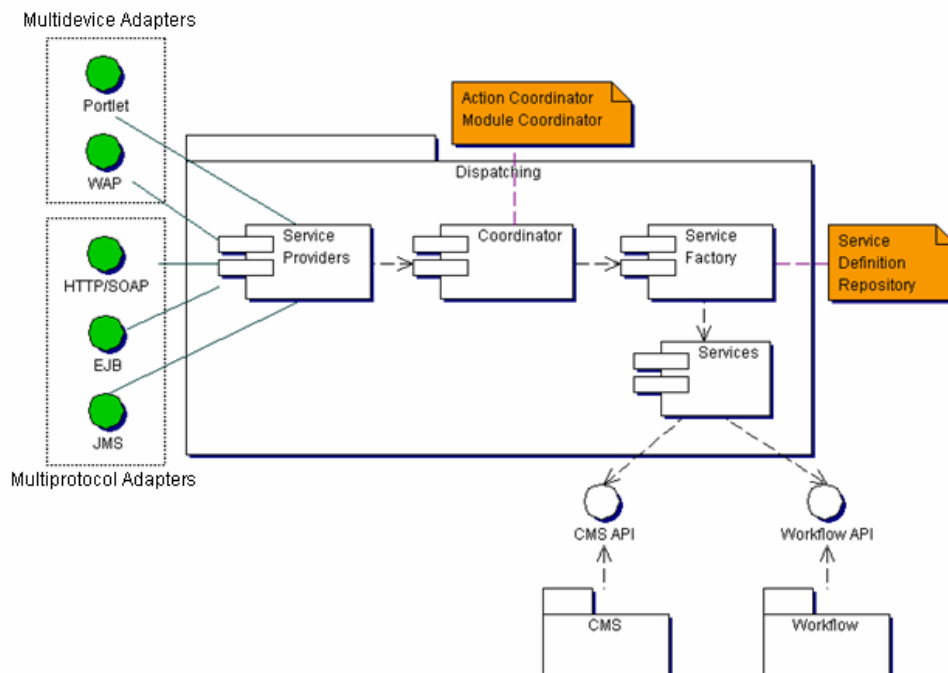 Multidevice Adapters
Portlet
WAP
HTTP/SOAP
EJB
JMS
Multiprotocol Adapters
Action Coordinator
Module Coordinator
Dispatching
Service
Providers
Coordinator
Service
Factory
Service
Definition
Repository
Services
CMS API
Workflow API
CMS
Workflow